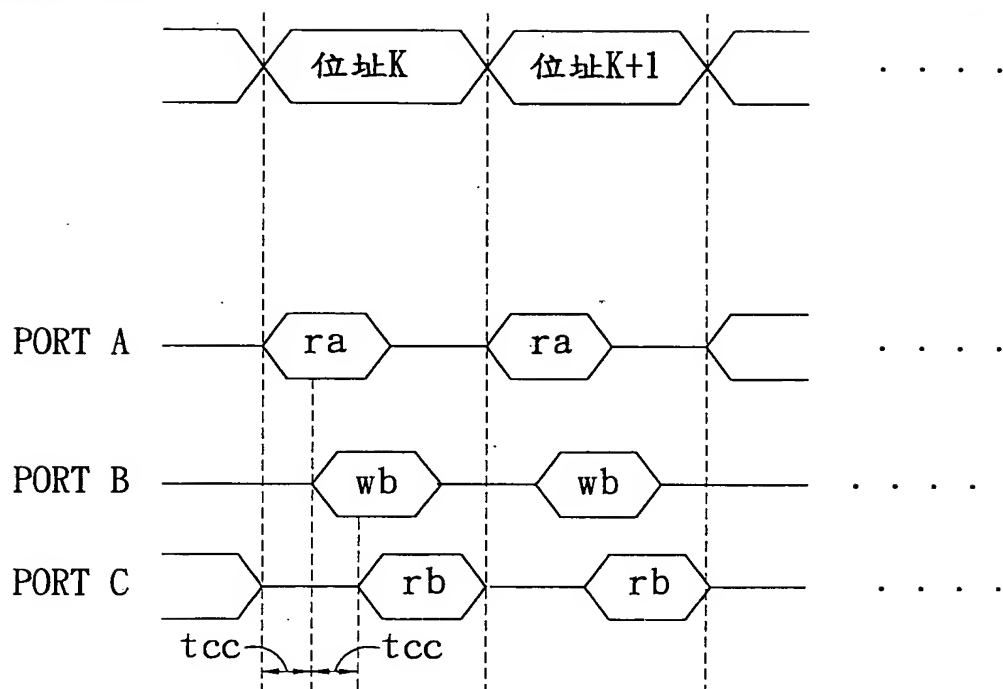 位址K 位址K+1 . . . .
PORT A ra ra . . . .
PORT B wb wb . . . .
PORT C rb rb . . . .
tcc tcc